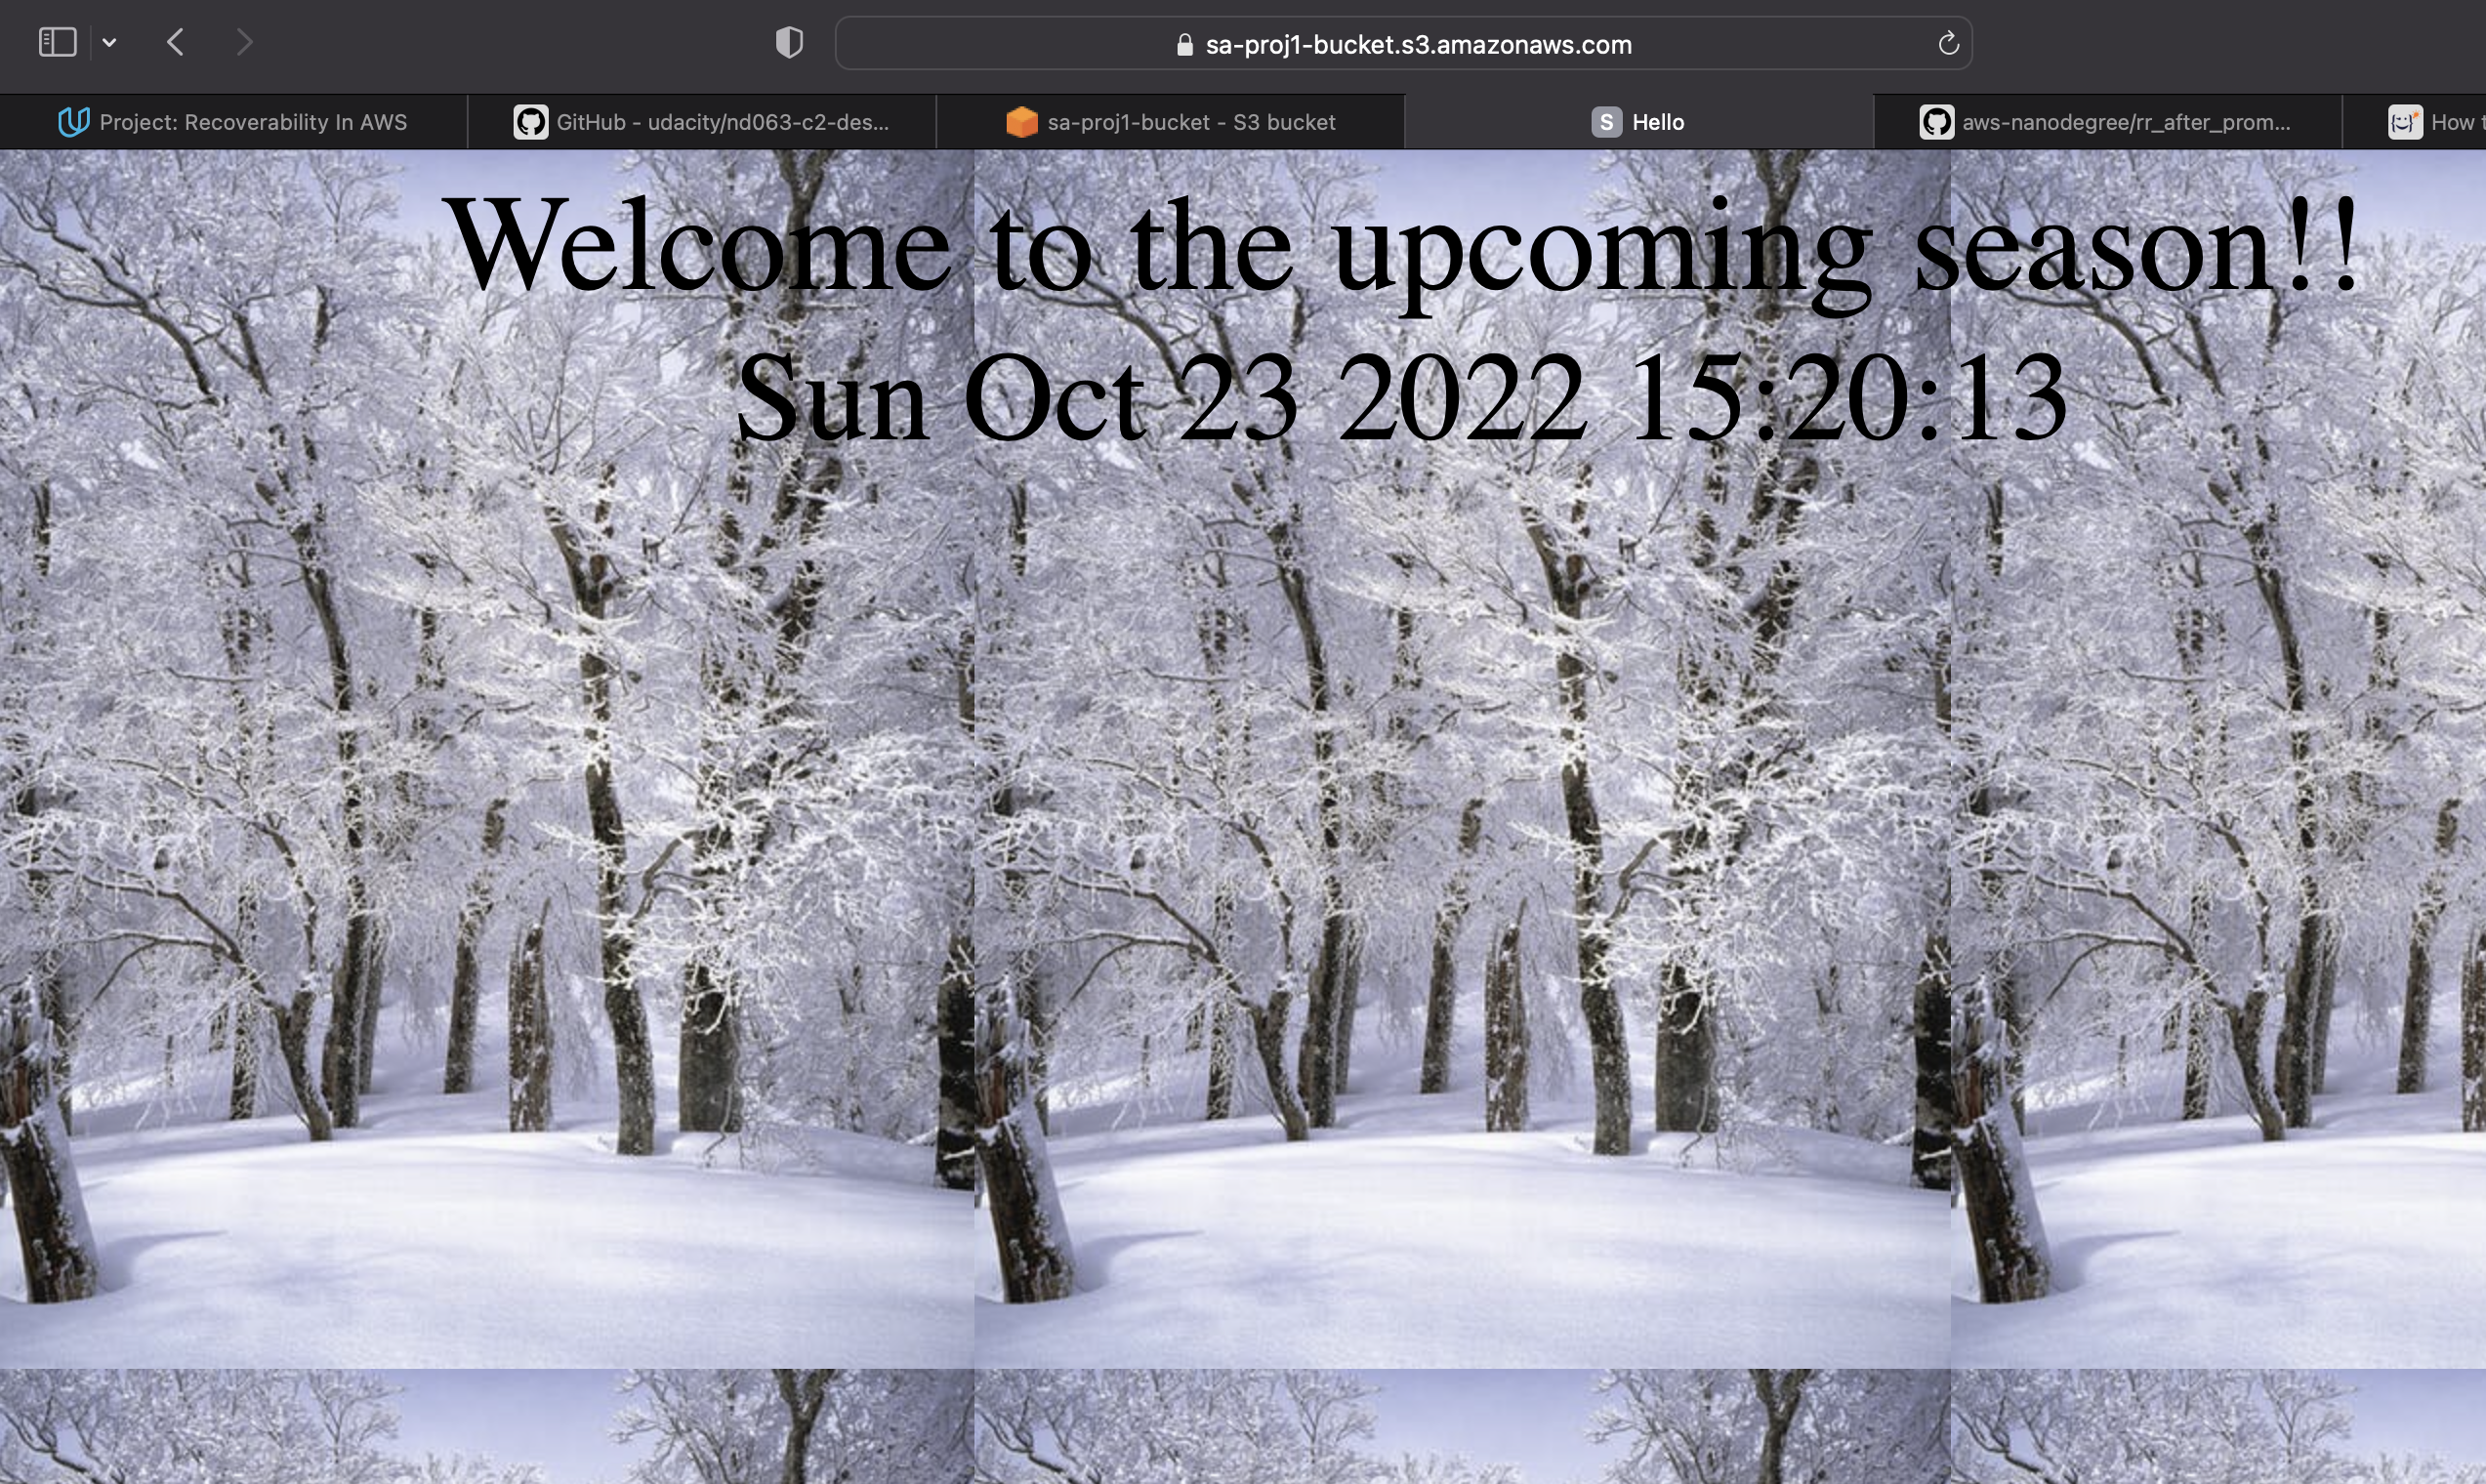 sa-proj1-bucket.s3.amazonaws.com
Project: Recoverability In AWS
GitHub - udacity/nd063-c2-des...
sa-proj1-bucket - S3 bucket
S Hello
aws-nanodegree/rr_after_prom...
How t
Welcome to the upcoming season!!
Sun Oct 23 2022 15:20:13